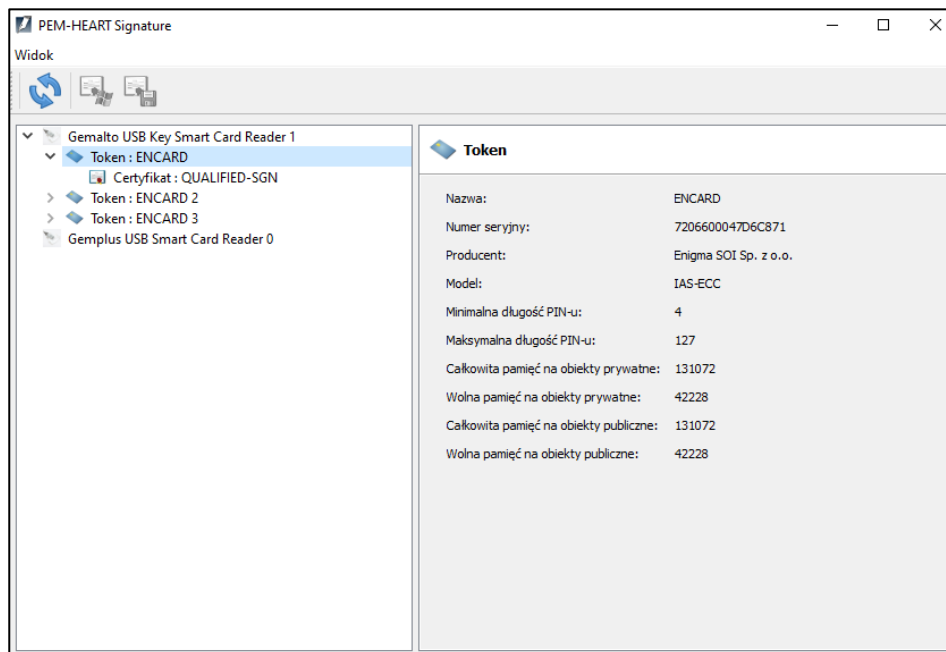 PEM-HEART Signature
Widok
Gemalto USB Key Smart Card Reader 1
Token : ENCARD
Certyfikat : QUALIFIED-SGN
Token : ENCARD 2
Token : ENCARD 3
Gemplus USB Smart Card Reader 0
Token
Nazwa: ENCARD
Numer seryjny: 7206600047D6C871
Producent: Enigma SOI Sp. z o.o.
Model: IAS-ECC
Minimalna długość PIN-u: 4
Maksymalna długość PIN-u: 127
Całkowita pamięć na obiekty prywatne: 131072
Wolna pamięć na obiekty prywatne: 42228
Całkowita pamięć na obiekty publiczne: 131072
Wolna pamięć na obiekty publiczne: 42228